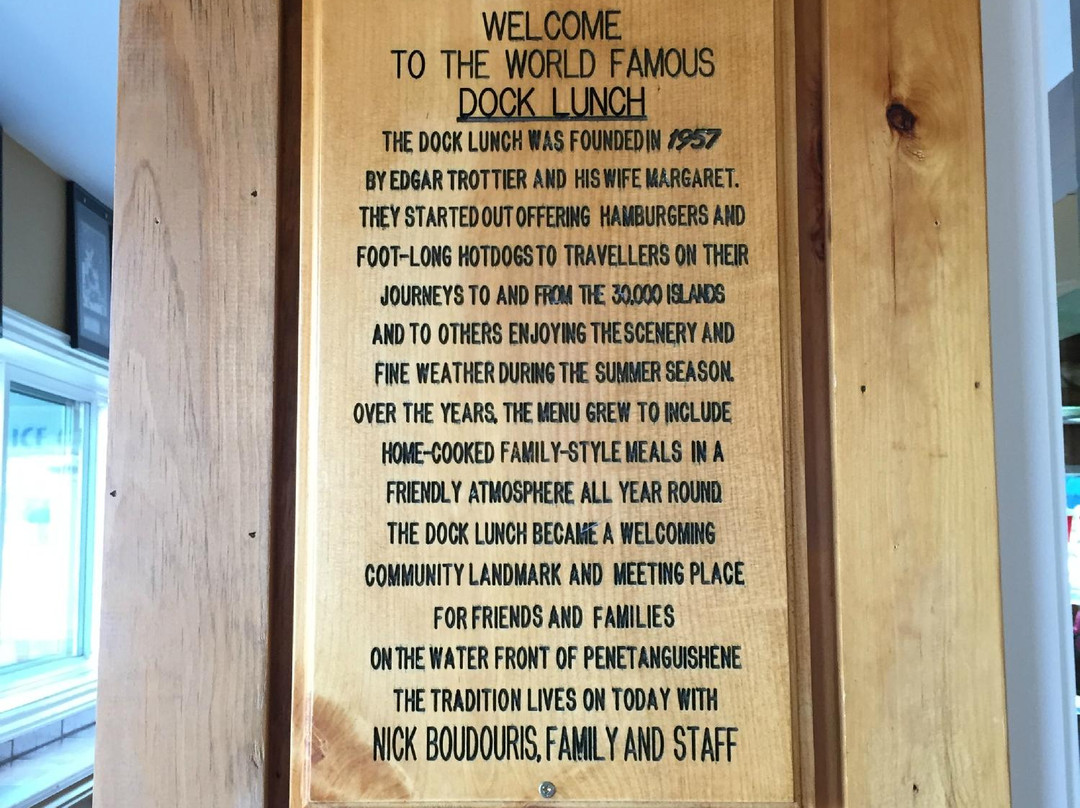 WELCOME
TO THE WORLD FAMOUS
DOCK LUNCH
THE DOCK LUNCH WAS FOUNDED IN 1957
BY EDGAR TROTTIER AND HIS WIFE MARGARET.
THEY STARTED OUT OFFERING HAMBURGERS AND
FOOT-LONG HOTDOGS TO TRAVELLERS ON THEIR
JOURNEYS TO AND FROM THE 30,000 ISLANDS
AND TO OTHERS ENJOYING THE SCENERY AND
FINE WEATHER DURING THE SUMMER SEASON.
OVER THE YEARS, THE MENU GREW TO INCLUDE
HOME-COOKED FAMILY-STYLE MEALS IN A
FRIENDLY ATMOSPHERE ALL YEAR ROUND
THE DOCK LUNCH BECAME A WELCOMING
COMMUNITY LANDMARK AND MEETING PLACE
FOR FRIENDS AND FAMILIES
ON THE WATER FRONT OF PENETANGUISHENE
THE TRADITION LIVES ON TODAY WITH
NICK BOUDOURIS, FAMILY AND STAFF
ICE